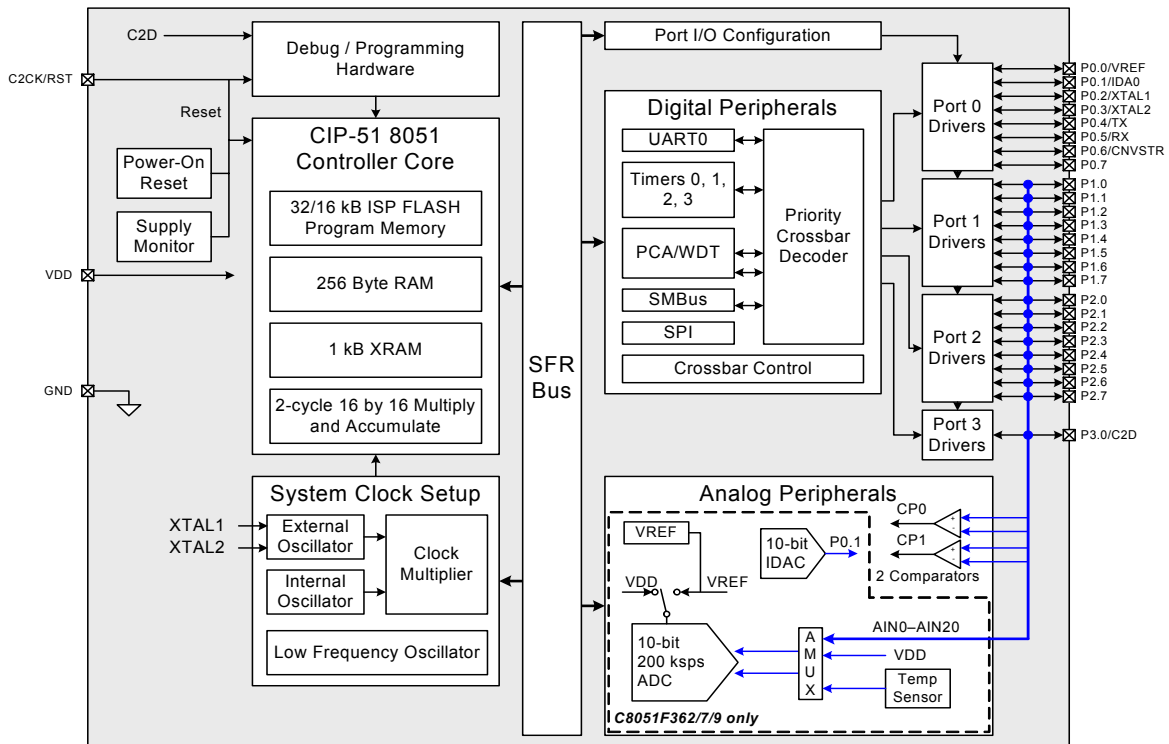 C2D
C2CK/RST
Reset
Power-On
Reset
Supply
Monitor
VDD
GND
Debug / Programming
Hardware
CIP-51 8051
Controller Core
32/16 kB ISP FLASH
Program Memory
256 Byte RAM
1 kB XRAM
2-cycle 16 by 16 Multiply
and Accumulate
System Clock Setup
XTAL1
XTAL2
External
Oscillator
Internal
Oscillator
Clock
Multiplier
Low Frequency Oscillator
SFR
Bus
Port I/O Configuration
Digital Peripherals
UART0
Timers 0, 1,
2, 3
PCA/WDT
SMBus
SPI
Priority
Crossbar
Decoder
Crossbar Control
Port 0
Drivers
Port 1
Drivers
Port 2
Drivers
Port 3
Drivers
P0.0/VREF
P0.1/IDA0
P0.2/XTAL1
P0.3/XTAL2
P0.4/TX
P0.5/RX
P0.6/CNVSTR
P0.7
P1.0
P1.1
P1.2
P1.3
P1.4
P1.5
P1.6
P1.7
P2.0
P2.1
P2.2
P2.3
P2.4
P2.5
P2.6
P2.7
P3.0/C2D
Analog Peripherals
VREF
VDD
VREF
10-bit
IDAC
P0.1
CP0
+
-
CP1
+
-
2 Comparators
10-bit
200 ksps
ADC
A
M
U
X
AIN0–AIN20
VDD
Temp
Sensor
C8051F362/7/9 only